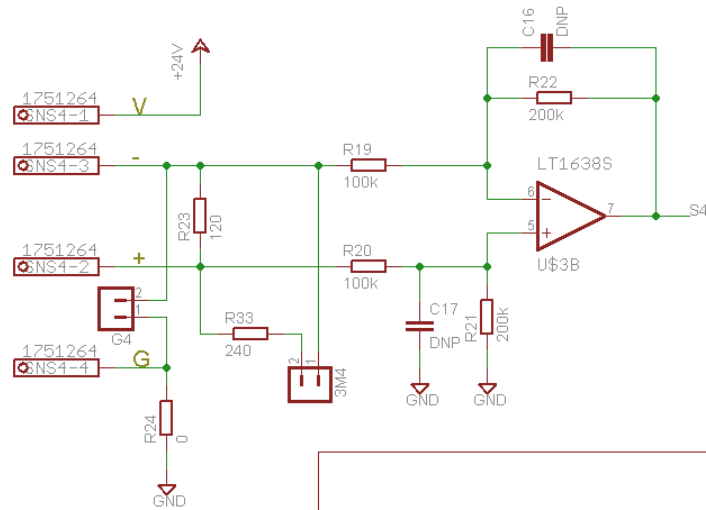 C16
DNP
+24V
1751264
SNS4-1
V
R22
200k
1751264
SNS4-3
-
R19
100k
LT1638S
6
-
7
S4
5
+
U$3B
R23
120
1751264
SNS4-2
+
R20
100k
2
1
G4
R33
240
C17
DNP
R21
200k
1751264
SNS4-4
G
2
1
3M4
GND
GND
R24
0
GND